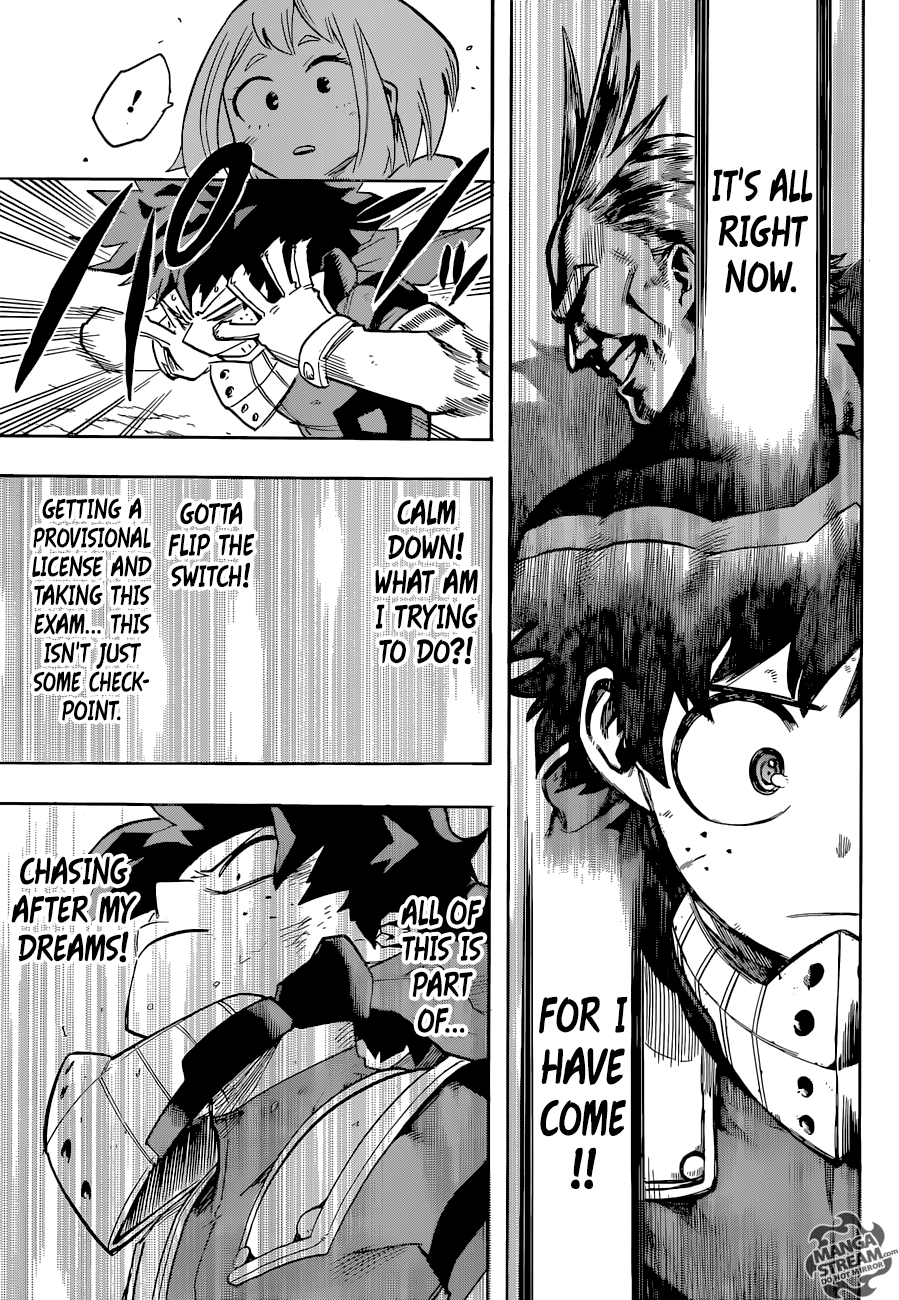 IT'S ALL
RIGHT
NOW.
FOR I
HAVE
COME
!!
!
CALM
DOWN!
WHAT AM
I TRYING
TO DO?!
GOTTA
FLIP THE
SWITCH!
GETTING A
PROVISIONAL
LICENSE AND
TAKING THIS
EXAM... THIS
ISN'T JUST
SOME CHECK-
POINT.
ALL OF
THIS IS
PART
OF...
CHASING
AFTER MY
DREAMS!
MANGA
STREAM.com
DO NOT MIRROR